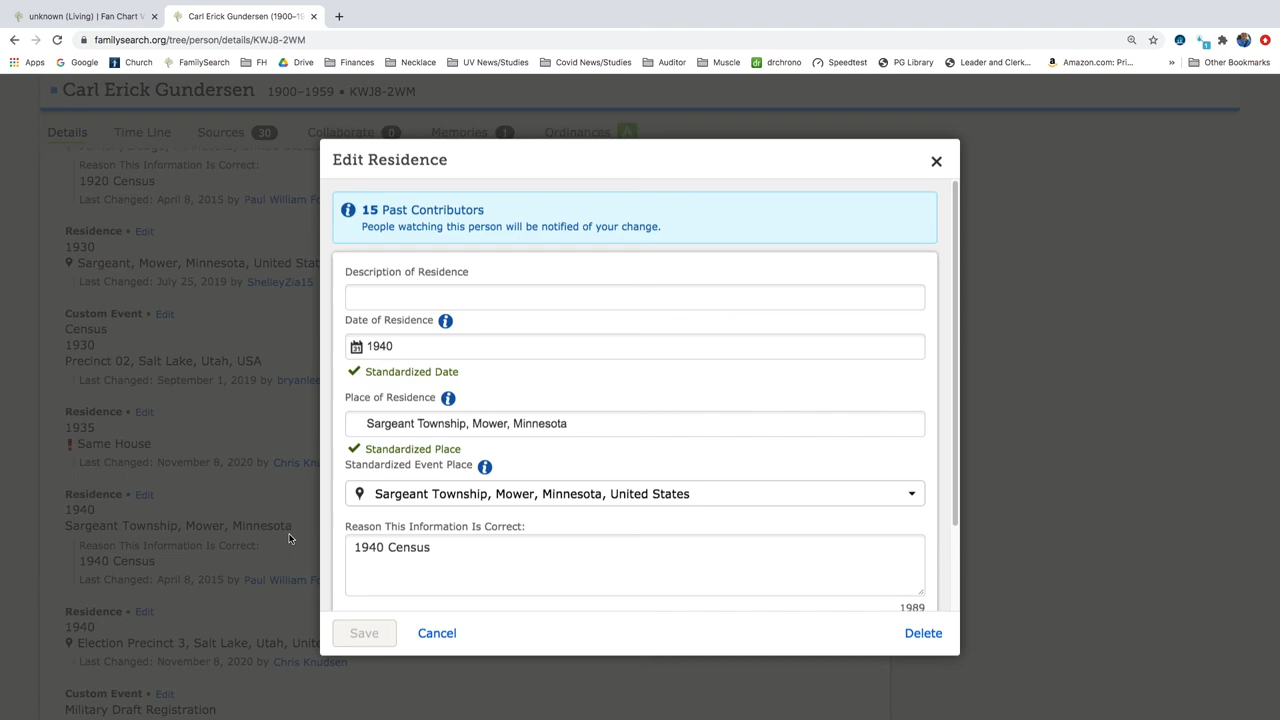 unknown (Living) | Fan Chart V
Carl Erick Gundersen (1900–19
familysearch.org/tree/person/details/KWJ8-2WM
Apps
Google
Church
FamilySearch
FH
Drive
Finances
Necklace
UV News/Studies
Covid News/Studies
Auditor
Muscle
dr drchrono
Speedtest
PG Library
Leader and Clerk...
Amazon.com: Pri...
»
Other Bookmarks
Carl Erick Gundersen 1900–1959 • KWJ8-2WM
Details
Time Line
Sources 30
Collaborate 0
Memories 1
Ordinances
Reason This Information Is Correct:
1920 Census
Last Changed: April 8, 2015 by Paul William Fo
Residence • Edit
1930
Sargeant, Mower, Minnesota, United Stat
Last Changed: July 25, 2019 by ShelleyZia15
Custom Event • Edit
Census
1930
Precinct 02, Salt Lake, Utah, USA
Last Changed: September 1, 2019 by bryanlee
Residence • Edit
1935
Same House
Last Changed: November 8, 2020 by Chris Knu
Residence • Edit
1940
Sargeant Township, Mower, Minnesota
Reason This Information Is Correct:
1940 Census
Last Changed: April 8, 2015 by Paul William Fo
Residence • Edit
1940
Election Precinct 3, Salt Lake, Utah, Unite
Last Changed: November 8, 2020 by Chris Knudsen
Custom Event • Edit
Military Draft Registration
Edit Residence
15 Past Contributors
People watching this person will be notified of your change.
Description of Residence
Date of Residence
1940
Standardized Date
Place of Residence
Sargeant Township, Mower, Minnesota
Standardized Place
Standardized Event Place
Sargeant Township, Mower, Minnesota, United States
Reason This Information Is Correct:
1940 Census
1989
Save
Cancel
Delete